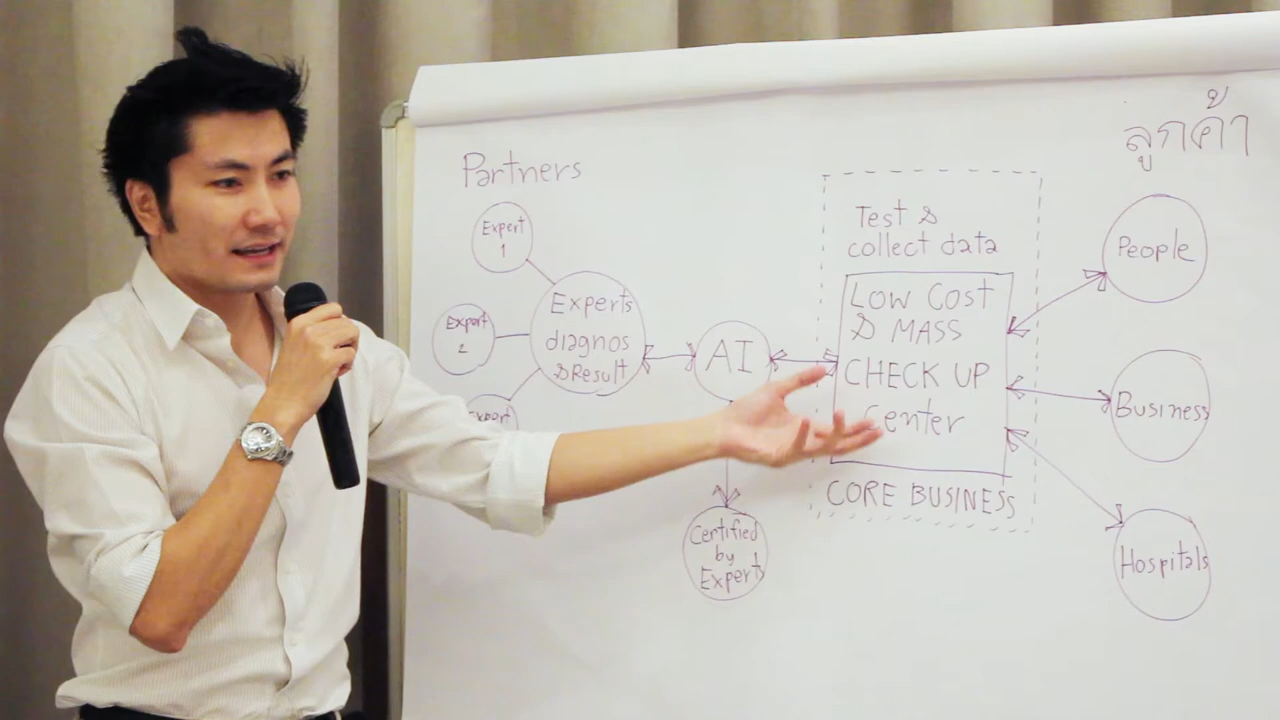 Partners
Expert
1
Expert
2
Expert
Experts
diagnos
& Result
AI
Certified
by
Experts
Test &
collect data
LOW COST
& MASS
CHECK UP
Center
CORE BUSINESS
ลูกค้า
People
Business
Hospitals